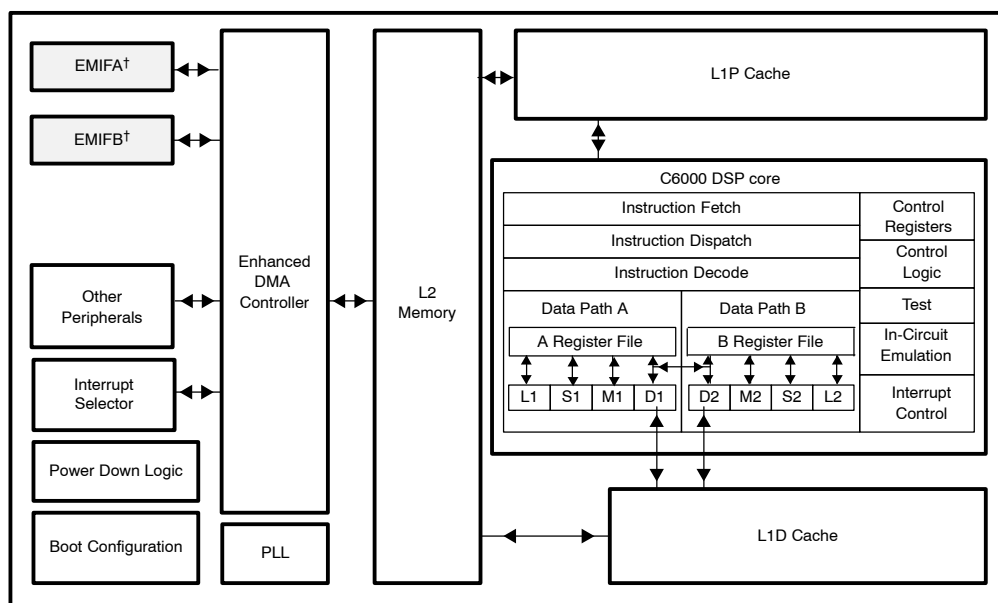 EMIFA†
EMIFB†
Other
Peripherals
Interrupt
Selector
Power Down Logic
Boot Configuration
Enhanced
DMA
Controller
PLL
L2
Memory
L1P Cache
C6000 DSP core
Instruction Fetch
Instruction Dispatch
Instruction Decode
Data Path A
Data Path B
A Register File
B Register File
L1 S1 M1 D1
D2 M2 S2 L2
Control
Registers
Control
Logic
Test
In-Circuit
Emulation
Interrupt
Control
L1D Cache